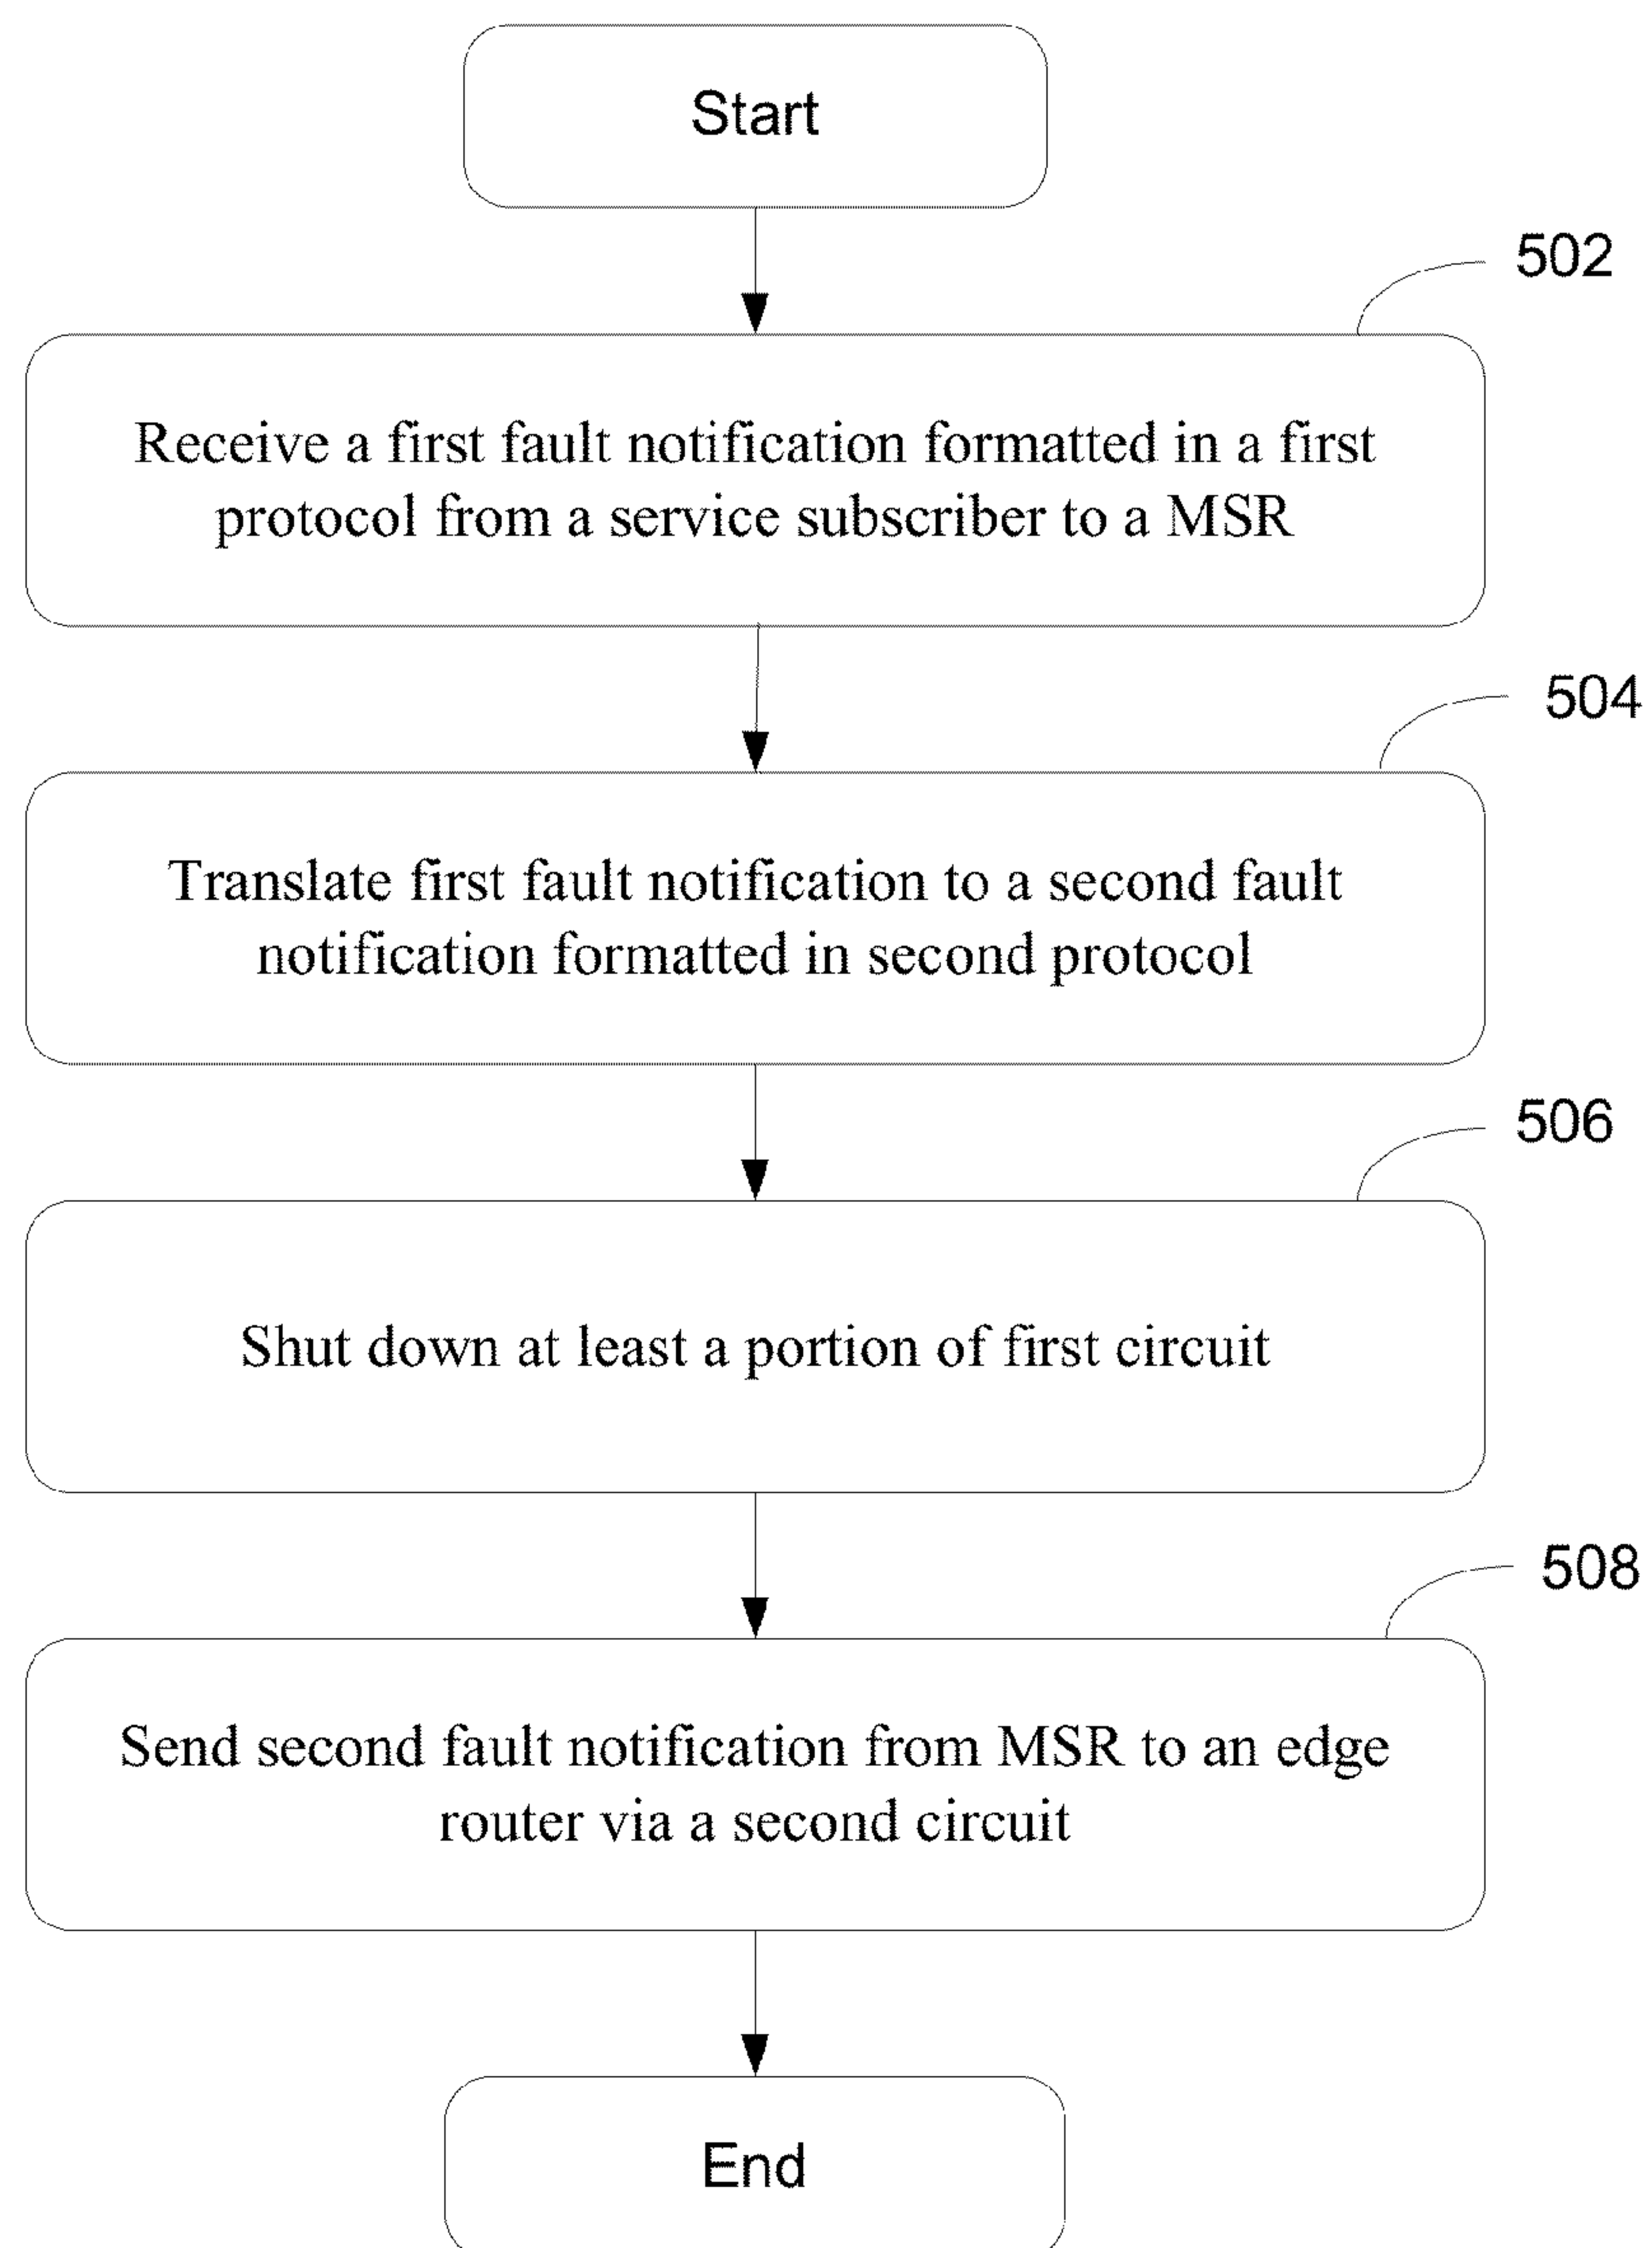 Start
502
Receive a first fault notification formatted in a first
protocol from a service subscriber to a MSR
504
Translate first fault notification to a second fault
notification formatted in second protocol
506
Shut down at least a portion of first circuit
508
Send second fault notification from MSR to an edge
router via a second circuit
End